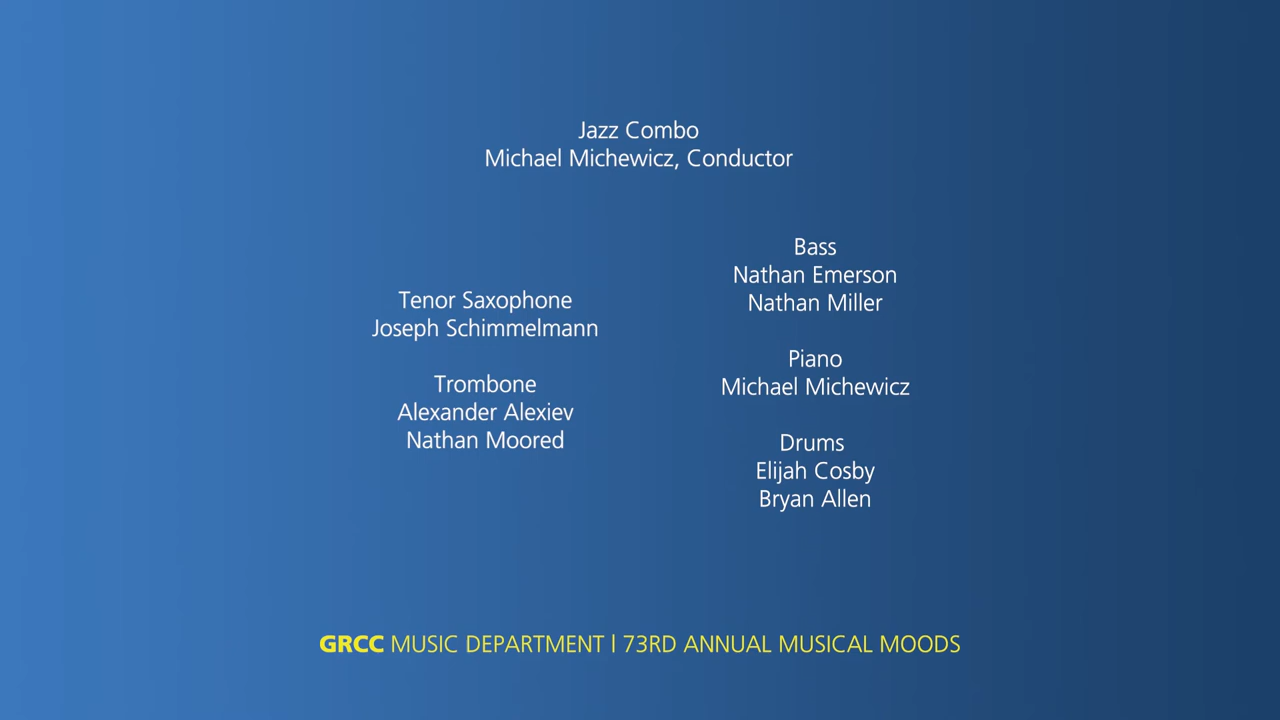 Jazz Combo
Michael Michewicz, Conductor
Tenor Saxophone
Joseph Schimmelmann
Trombone
Alexander Alexiev
Nathan Moored
Bass
Nathan Emerson
Nathan Miller
Piano
Michael Michewicz
Drums
Elijah Cosby
Bryan Allen
GRCC MUSIC DEPARTMENT | 73RD ANNUAL MUSICAL MOODS